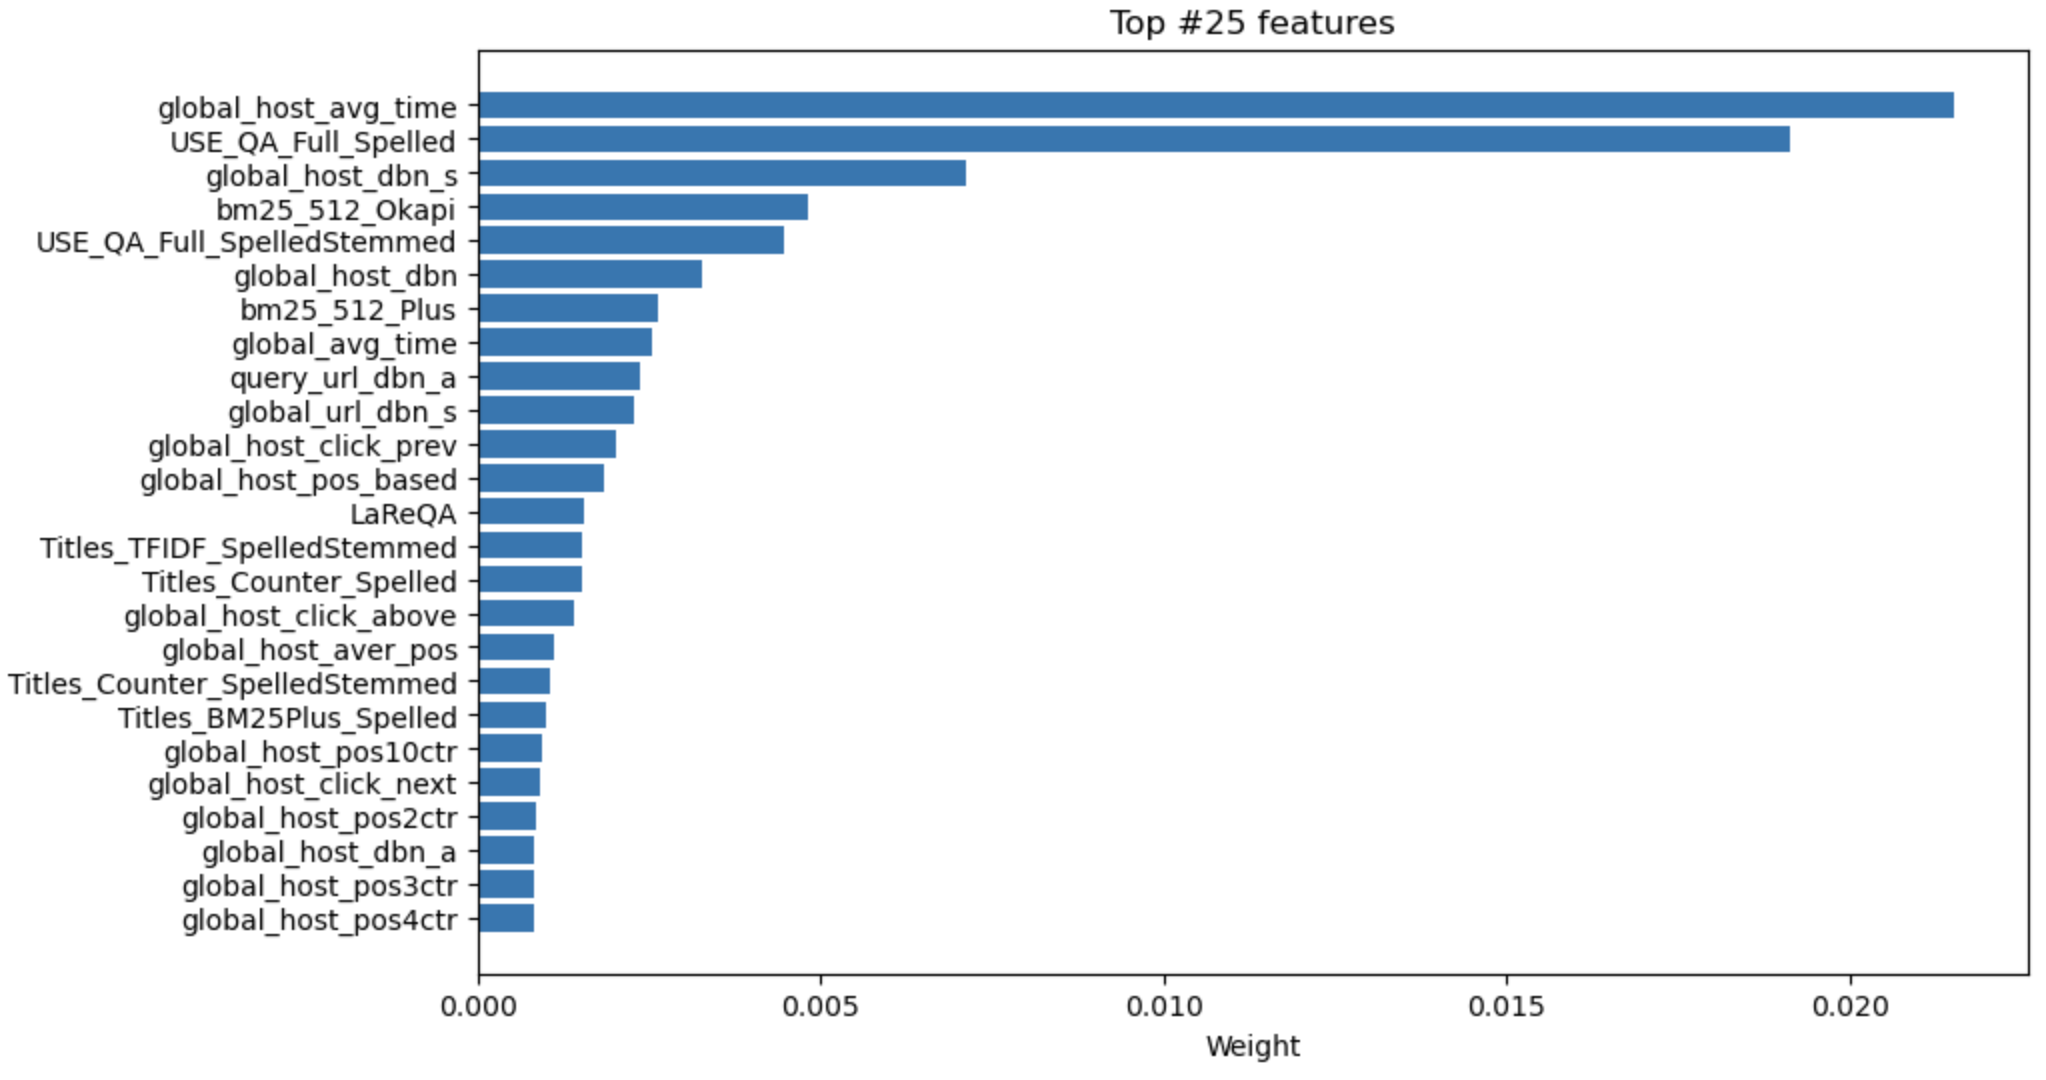 Top #25 features
global_host_avg_time
USE_QA_Full_Spelled
global_host_dbn_s
bm25_512_Okapi
USE_QA_Full_SpelledStemmed
global_host_dbn
bm25_512_Plus
global_avg_time
query_url_dbn_a
global_url_dbn_s
global_host_click_prev
global_host_pos_based
LaReQA
Titles_TFIDF_SpelledStemmed
Titles_Counter_Spelled
global_host_click_above
global_host_aver_pos
Titles_Counter_SpelledStemmed
Titles_BM25Plus_Spelled
global_host_pos10ctr
global_host_click_next
global_host_pos2ctr
global_host_dbn_a
global_host_pos3ctr
global_host_pos4ctr
0.000 0.005 0.010 0.015 0.020
Weight